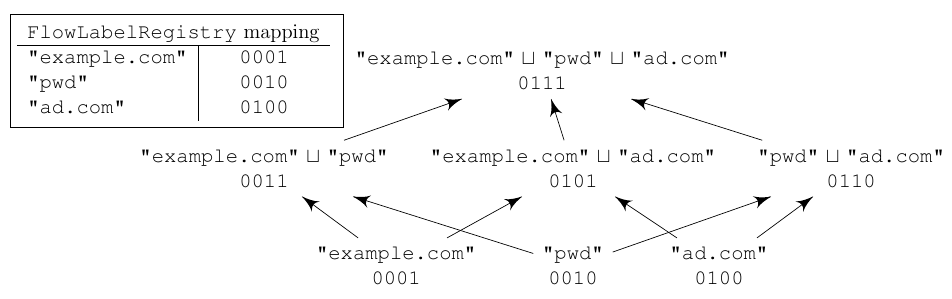 FlowLabelRegistry mapping
"example.com" 0001
"pwd" 0010
"ad.com" 0100
"example.com" ⊔ "pwd" ⊔ "ad.com"
0111
"example.com" ⊔ "pwd" "example.com" ⊔ "ad.com" "pwd" ⊔ "ad.com"
0011 0101 0110
"example.com" "pwd" "ad.com"
0001 0010 0100